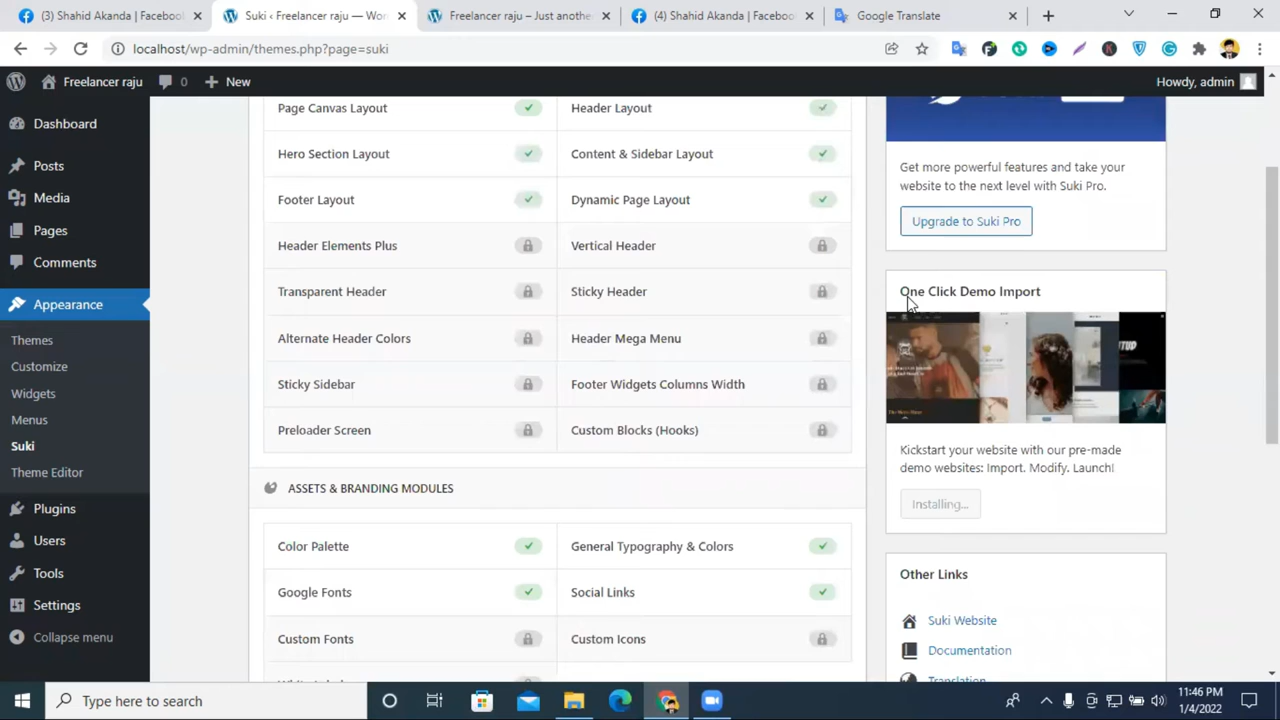 (3) Shahid Akanda | Facebook
Suki ‹ Freelancer raju — Wor
Freelancer raju – Just anothe
(4) Shahid Akanda | Facebook
Google Translate
localhost/wp-admin/themes.php?page=suki
Freelancer raju
0
New
Howdy, admin
Dashboard
Posts
Media
Pages
Comments
Appearance
Themes
Customize
Widgets
Menus
Suki
Theme Editor
Plugins
Users
Tools
Settings
Collapse menu
Page Canvas Layout
Header Layout
Hero Section Layout
Content & Sidebar Layout
Footer Layout
Dynamic Page Layout
Header Elements Plus
Vertical Header
Transparent Header
Sticky Header
Alternate Header Colors
Header Mega Menu
Sticky Sidebar
Footer Widgets Columns Width
Preloader Screen
Custom Blocks (Hooks)
ASSETS & BRANDING MODULES
Color Palette
General Typography & Colors
Google Fonts
Social Links
Custom Fonts
Custom Icons
Get more powerful features and take your
website to the next level with Suki Pro.
Upgrade to Suki Pro
One Click Demo Import
Kickstart your website with our pre-made
demo websites: Import. Modify. Launch!
Installing...
Other Links
Suki Website
Documentation
Translation
Type here to search
11:46 PM
1/4/2022